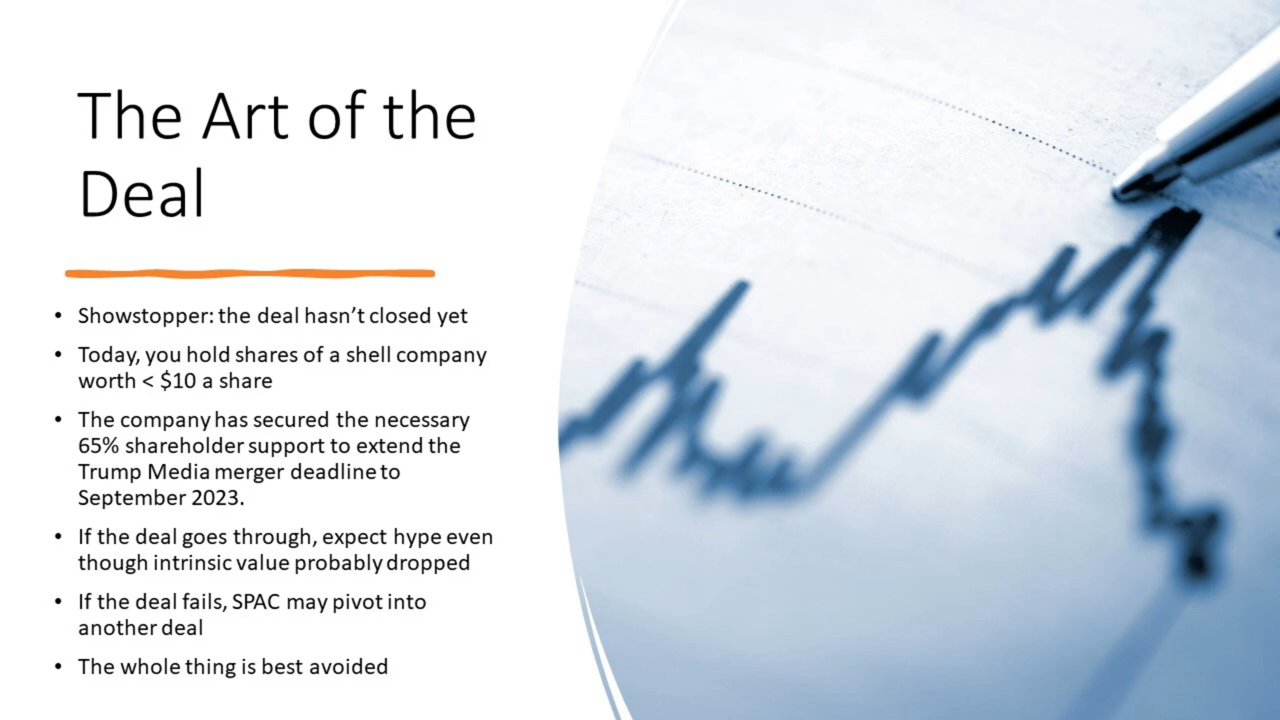 The Art of the
Deal
• Showstopper: the deal hasn't closed yet
• Today, you hold shares of a shell company
worth < $10 a share
• The company has secured the necessary
65% shareholder support to extend the
Trump Media merger deadline to
September 2023.
• If the deal goes through, expect hype even
though intrinsic value probably dropped
• If the deal fails, SPAC may pivot into
another deal
• The whole thing is best avoided